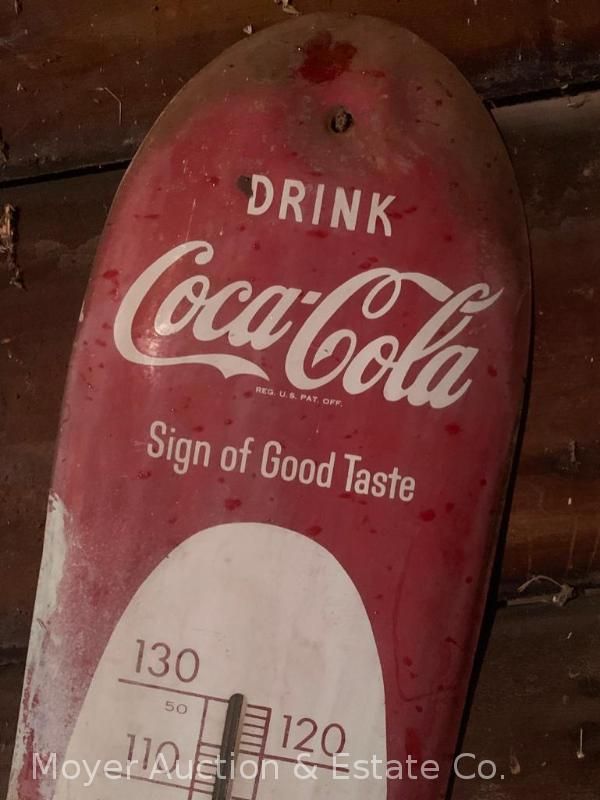 DRINK
Coca-Cola
REG. U.S. PAT. OFF.
Sign of Good Taste
130
50
120
110
Moyer Auction & Estate Co.